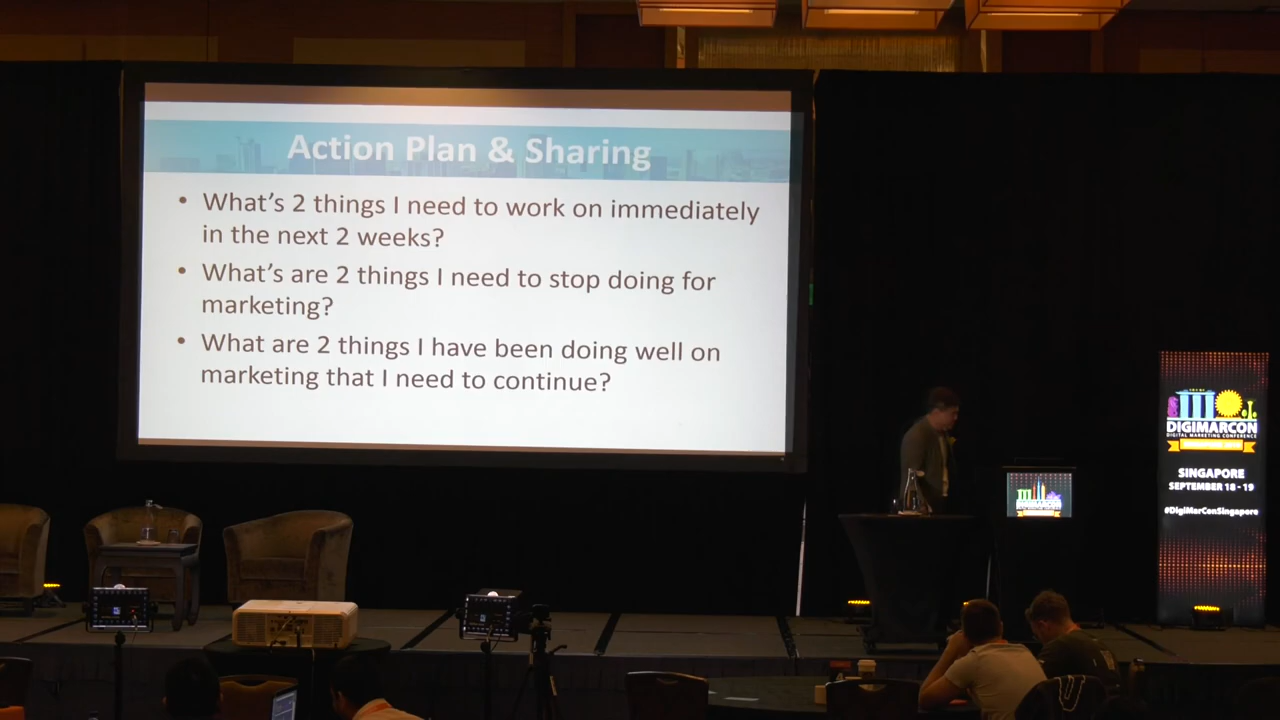 Action Plan & Sharing
• What's 2 things I need to work on immediately
in the next 2 weeks?
• What's are 2 things I need to stop doing for
marketing?
• What are 2 things I have been doing well on
marketing that I need to continue?
DIGIMARCON
DIGITAL MARKETING CONFERENCE
SINGAPORE
SEPTEMBER 18 - 19
#DigiMarConSingapore